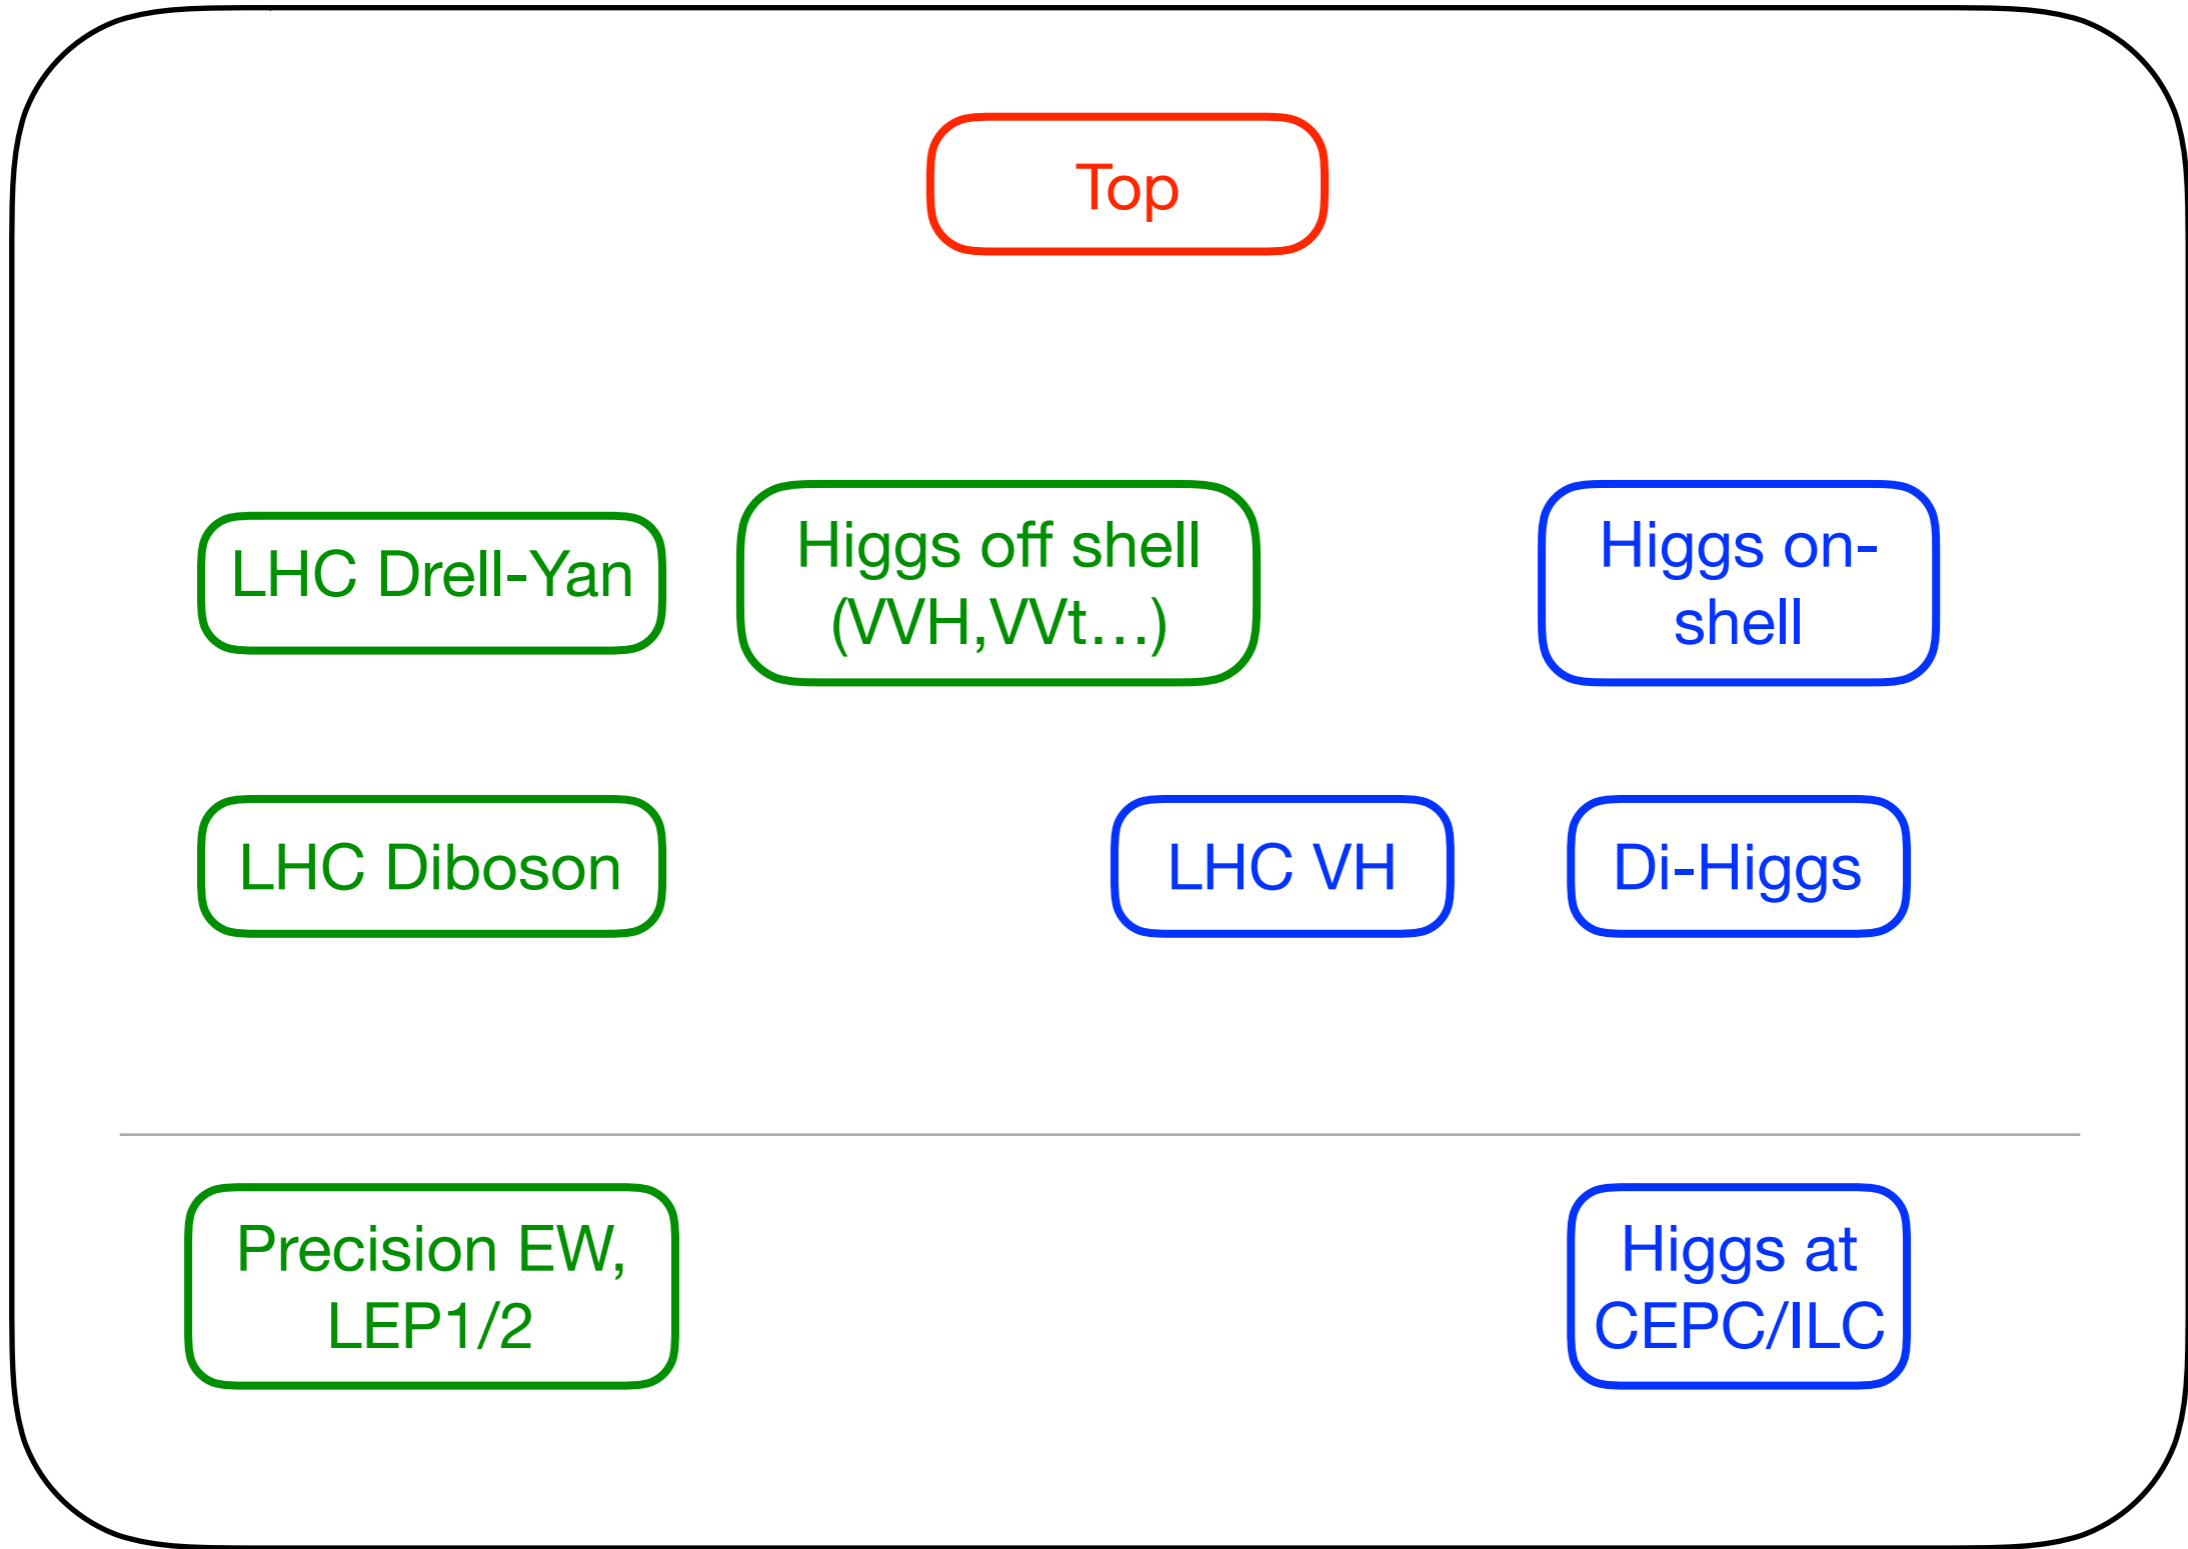 Top
LHC Drell-Yan
Higgs off shell
(VVH,VVt...)
Higgs on-
shell
LHC Diboson
LHC VH
Di-Higgs
Precision EW,
LEP1/2
Higgs at
CEPC/ILC